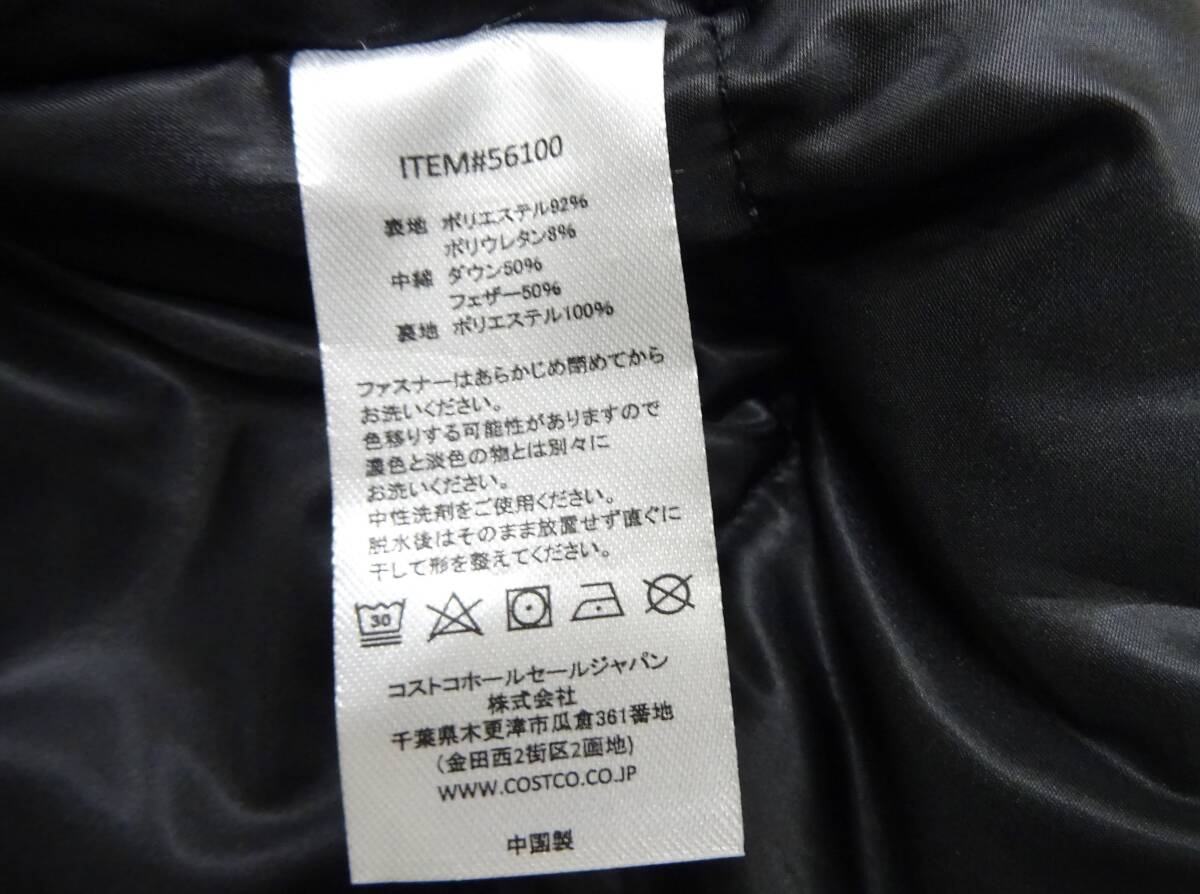 ITEM#56100
表地 ポリエステル92%
ポリウレタン8%
中綿 ダウン50%
フェザー50%
裏地 ポリエステル100%
ファスナーはあらかじめ閉めてから
お洗いください。
色移りする可能性がありますので
濃色と淡色の物とは別々に
お洗いください。
中性洗剤をご使用ください。
脱水後はそのまま放置せず直ぐに
干して形を整えてください。
30
コストコホールセールジャパン
株式会社
千葉県木更津市瓜倉361番地
(金田西2街区2画地)
WWW.COSTCO.CO.JP
中国製